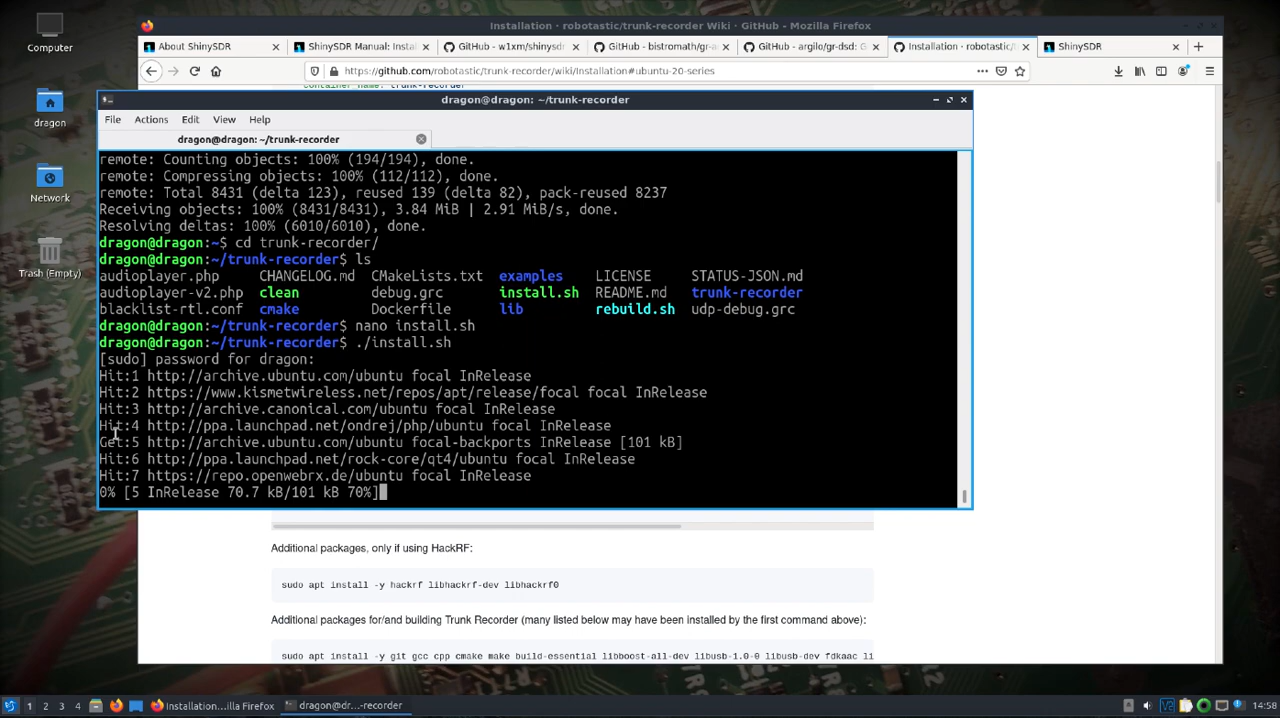 Computer
dragon
Network
Trash (Empty)
Installation · robotastic/trunk-recorder Wiki · GitHub - Mozilla Firefox
About ShinySDR
ShinySDR Manual: Insta
GitHub - w1xm/shinysdr
GitHub - bistromath/gr-a
GitHub - argilo/gr-dsd: G
Installation · robotastic/t
ShinySDR
https://github.com/robotastic/trunk-recorder/wiki/Installation#ubuntu-20-series
container_name: trunk-recorder
dragon@dragon: ~/trunk-recorder
File Actions Edit View Help
dragon@dragon: ~/trunk-recorder
remote: Counting objects: 100% (194/194), done.
remote: Compressing objects: 100% (112/112), done.
remote: Total 8431 (delta 123), reused 139 (delta 82), pack-reused 8237
Receiving objects: 100% (8431/8431), 3.84 MiB | 2.91 MiB/s, done.
Resolving deltas: 100% (6010/6010), done.
dragon@dragon:~$ cd trunk-recorder/
dragon@dragon:~/trunk-recorder$ ls
audioplayer.php CHANGELOG.md CMakeLists.txt examples LICENSE STATUS-JSON.md
audioplayer-v2.php clean debug.grc install.sh README.md trunk-recorder
blacklist-rtl.conf cmake Dockerfile lib rebuild.sh udp-debug.grc
dragon@dragon:~/trunk-recorder$ nano install.sh
dragon@dragon:~/trunk-recorder$ ./install.sh
[sudo] password for dragon:
Hit:1 http://archive.ubuntu.com/ubuntu focal InRelease
Hit:2 https://www.kismetwireless.net/repos/apt/release/focal focal InRelease
Hit:3 http://archive.canonical.com/ubuntu focal InRelease
Hit:4 http://ppa.launchpad.net/ondrej/php/ubuntu focal InRelease
Get:5 http://archive.ubuntu.com/ubuntu focal-backports InRelease [101 kB]
Hit:6 http://ppa.launchpad.net/rock-core/qt4/ubuntu focal InRelease
Hit:7 https://repo.openwebrx.de/ubuntu focal InRelease
0% [5 InRelease 70.7 kB/101 kB 70%]
Additional packages, only if using HackRF:
sudo apt install -y hackrf libhackrf-dev libhackrf0
Additional packages for/and building Trunk Recorder (many listed below may have been installed by the first command above):
sudo apt install -y git gcc cpp cmake make build-essential libboost-all-dev libusb-1.0-0 libusb-dev fdkaac li
1 2 3 4 Installation...illa Firefox dragon@dr...-recorder 14:58